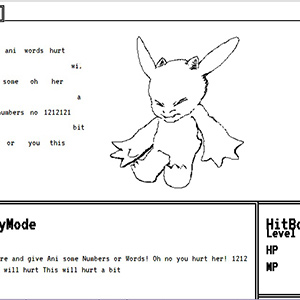 ani words hurt
wi.
some oh her
a
numbers no 1212121
bit
or you this
yMode
HitBo
Level
HP
MP
re and give Ani some Numbers or Words! Oh no you hurt her! 1212
will hurt This will hurt a bit